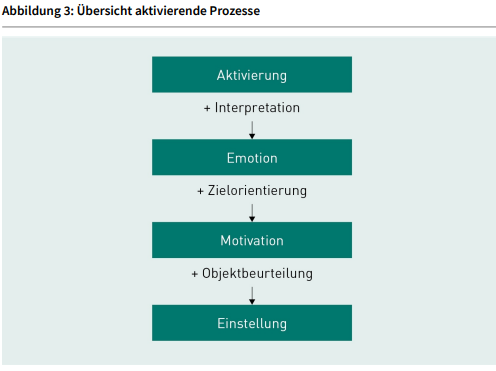 Abbildung 3: Übersicht aktivierende Prozesse
Aktivierung
+ Interpretation
Emotion
+ Zielorientierung
Motivation
+ Objektbeurteilung
Einstellung